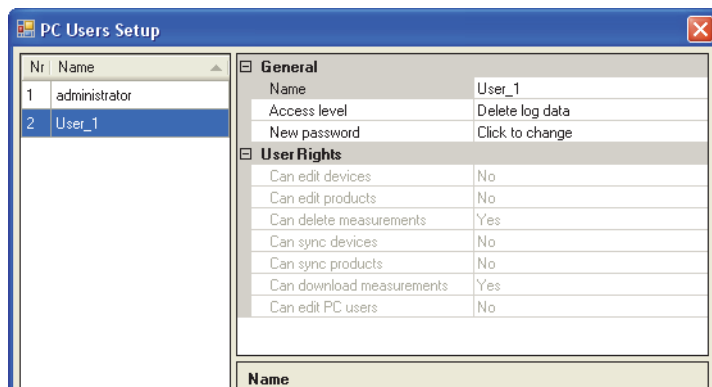 PC Users Setup
Nr Name
1 administrator
2 User_1
General
Name User_1
Access level Delete log data
New password Click to change
User Rights
Can edit devices No
Can edit products No
Can delete measurements Yes
Can sync devices No
Can sync products No
Can download measurements Yes
Can edit PC users No
Name